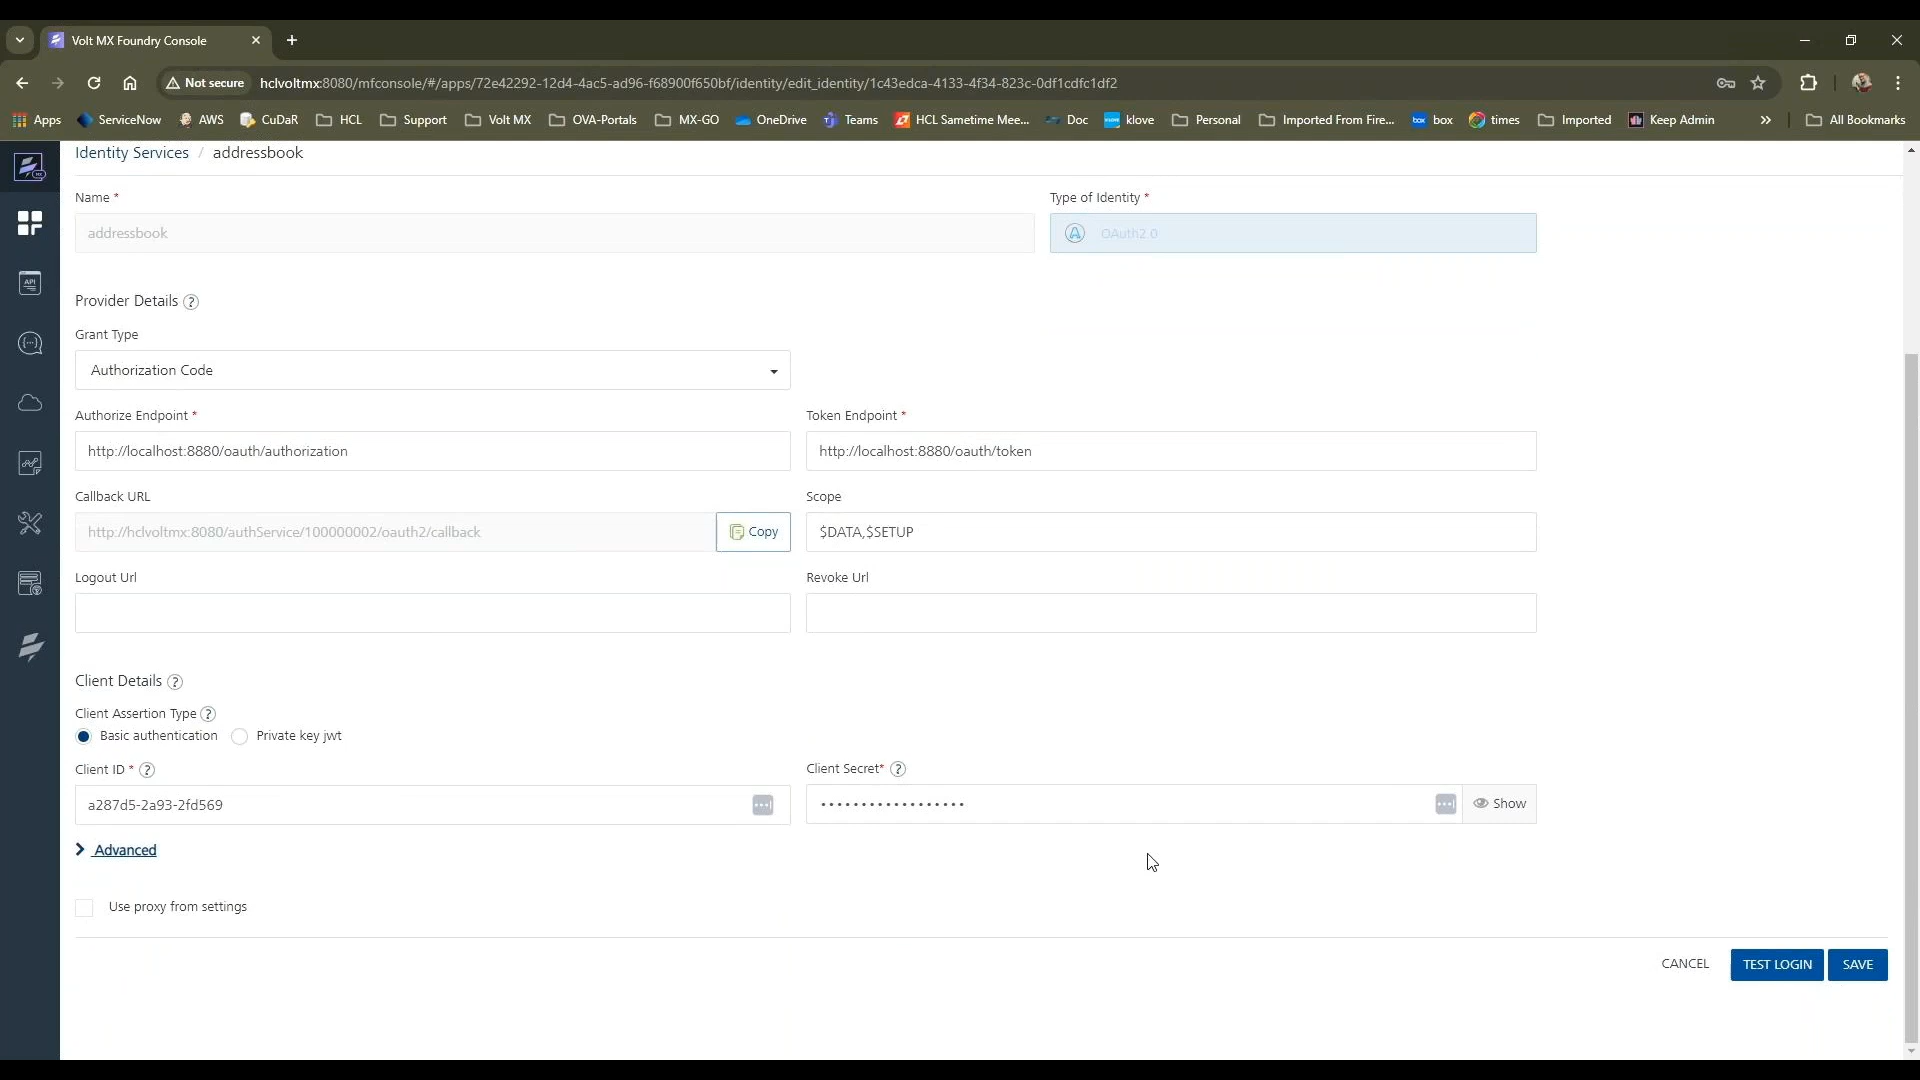 Volt MX Foundry Console
Not secure hclvoltmx:8080/mfconsole/#/apps/72e42292-12d4-4ac5-ad96-f68900f650bf/identity/edit_identity/1c43edca-4133-4f34-823c-0df1cdfc1df2
Apps ServiceNow AWS CuDaR HCL Support Volt MX OVA-Portals MX-GO OneDrive Teams HCL Sametime Mee... Doc klove Personal Imported From Fire... box times Imported Keep Admin » All Bookmarks
Identity Services / addressbook
Name * Type of Identity *
addressbook OAuth2.0
Provider Details ?
Grant Type
Authorization Code
Authorize Endpoint * Token Endpoint *
http://localhost:8880/oauth/authorization http://localhost:8880/oauth/token
Callback URL Scope
http://hclvoltmx:8080/authService/100000002/oauth2/callback Copy $DATA,$SETUP
Logout Url Revoke Url
Client Details ?
Client Assertion Type ?
Basic authentication Private key jwt
Client ID * ? Client Secret* ?
a287d5-2a93-2fd569 •••••••••••••••••• Show
Advanced
Use proxy from settings
CANCEL TEST LOGIN SAVE